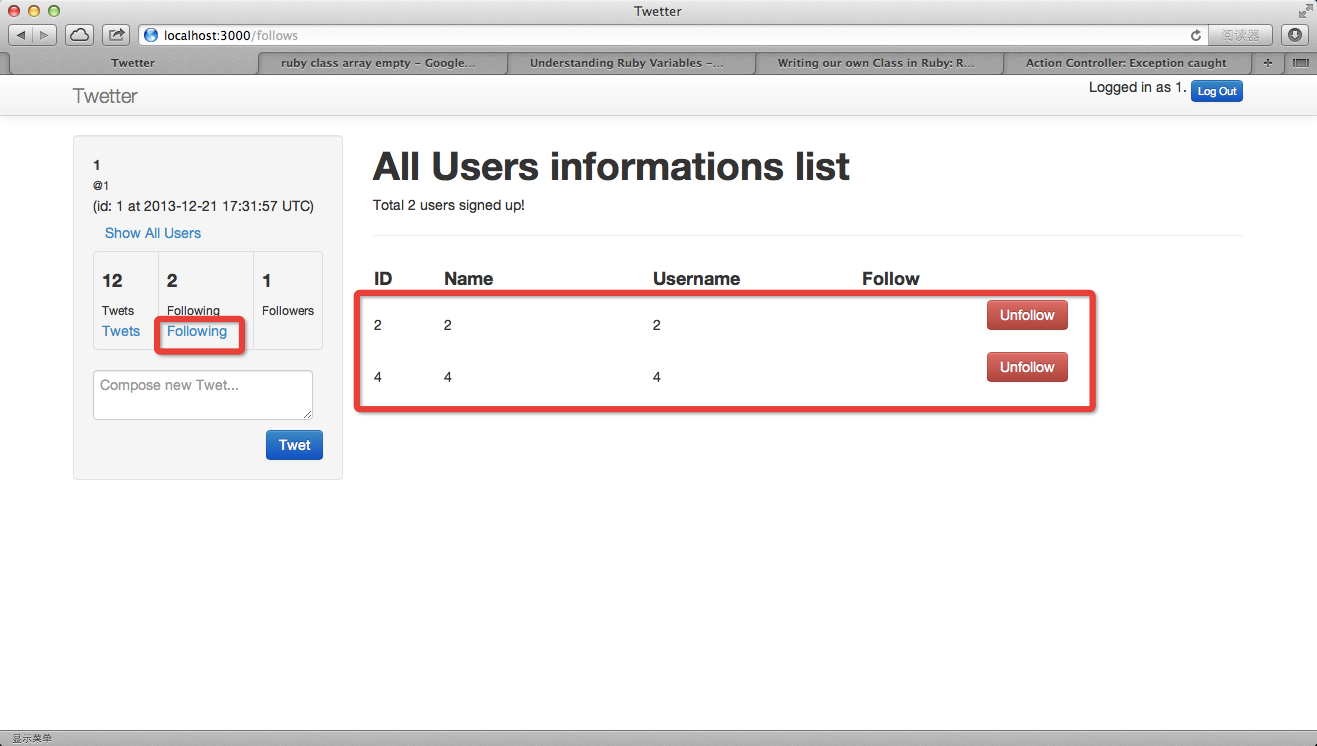 Twetter
localhost:3000/follows
阅读器
Twetter
ruby class array empty – Google...
Understanding Ruby Variables –...
Writing our own Class in Ruby: R...
Action Controller: Exception caught
Twetter
Logged in as 1. Log Out
1
@1
(id: 1 at 2013-12-21 17:31:57 UTC)
Show All Users
12 2 1
Twets Following Followers
Twets Following
Compose new Twet...
Twet
All Users informations list
Total 2 users signed up!
ID Name Username Follow
2 2 2 Unfollow
4 4 4 Unfollow
显示菜单